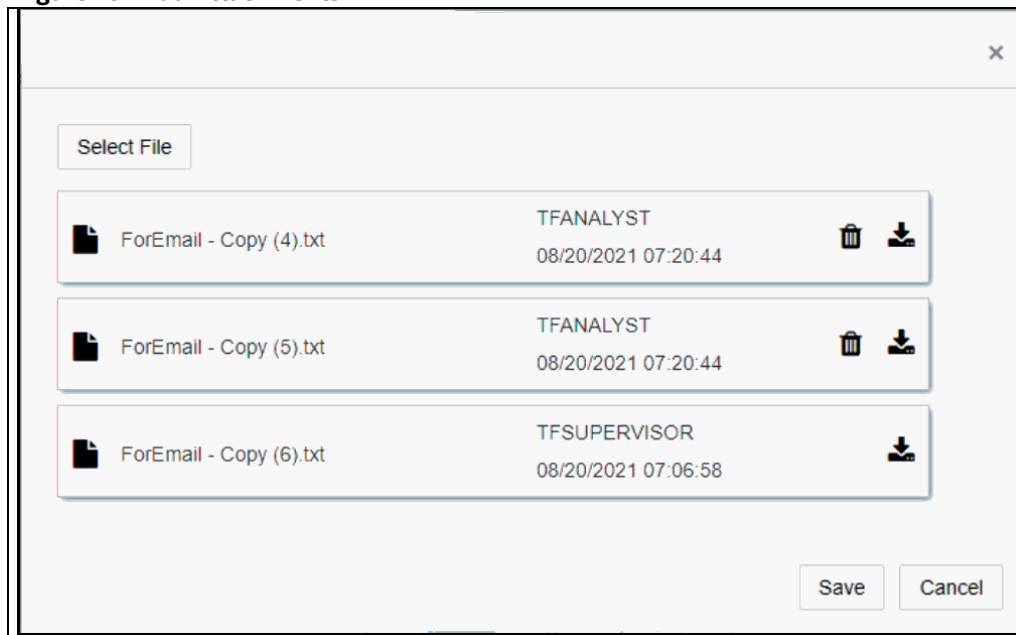 ×
Select File
ForEmail - Copy (4).txt
TFANALYST
08/20/2021 07:20:44
ForEmail - Copy (5).txt
TFANALYST
08/20/2021 07:20:44
ForEmail - Copy (6).txt
TFSUPERVISOR
08/20/2021 07:06:58
Save
Cancel